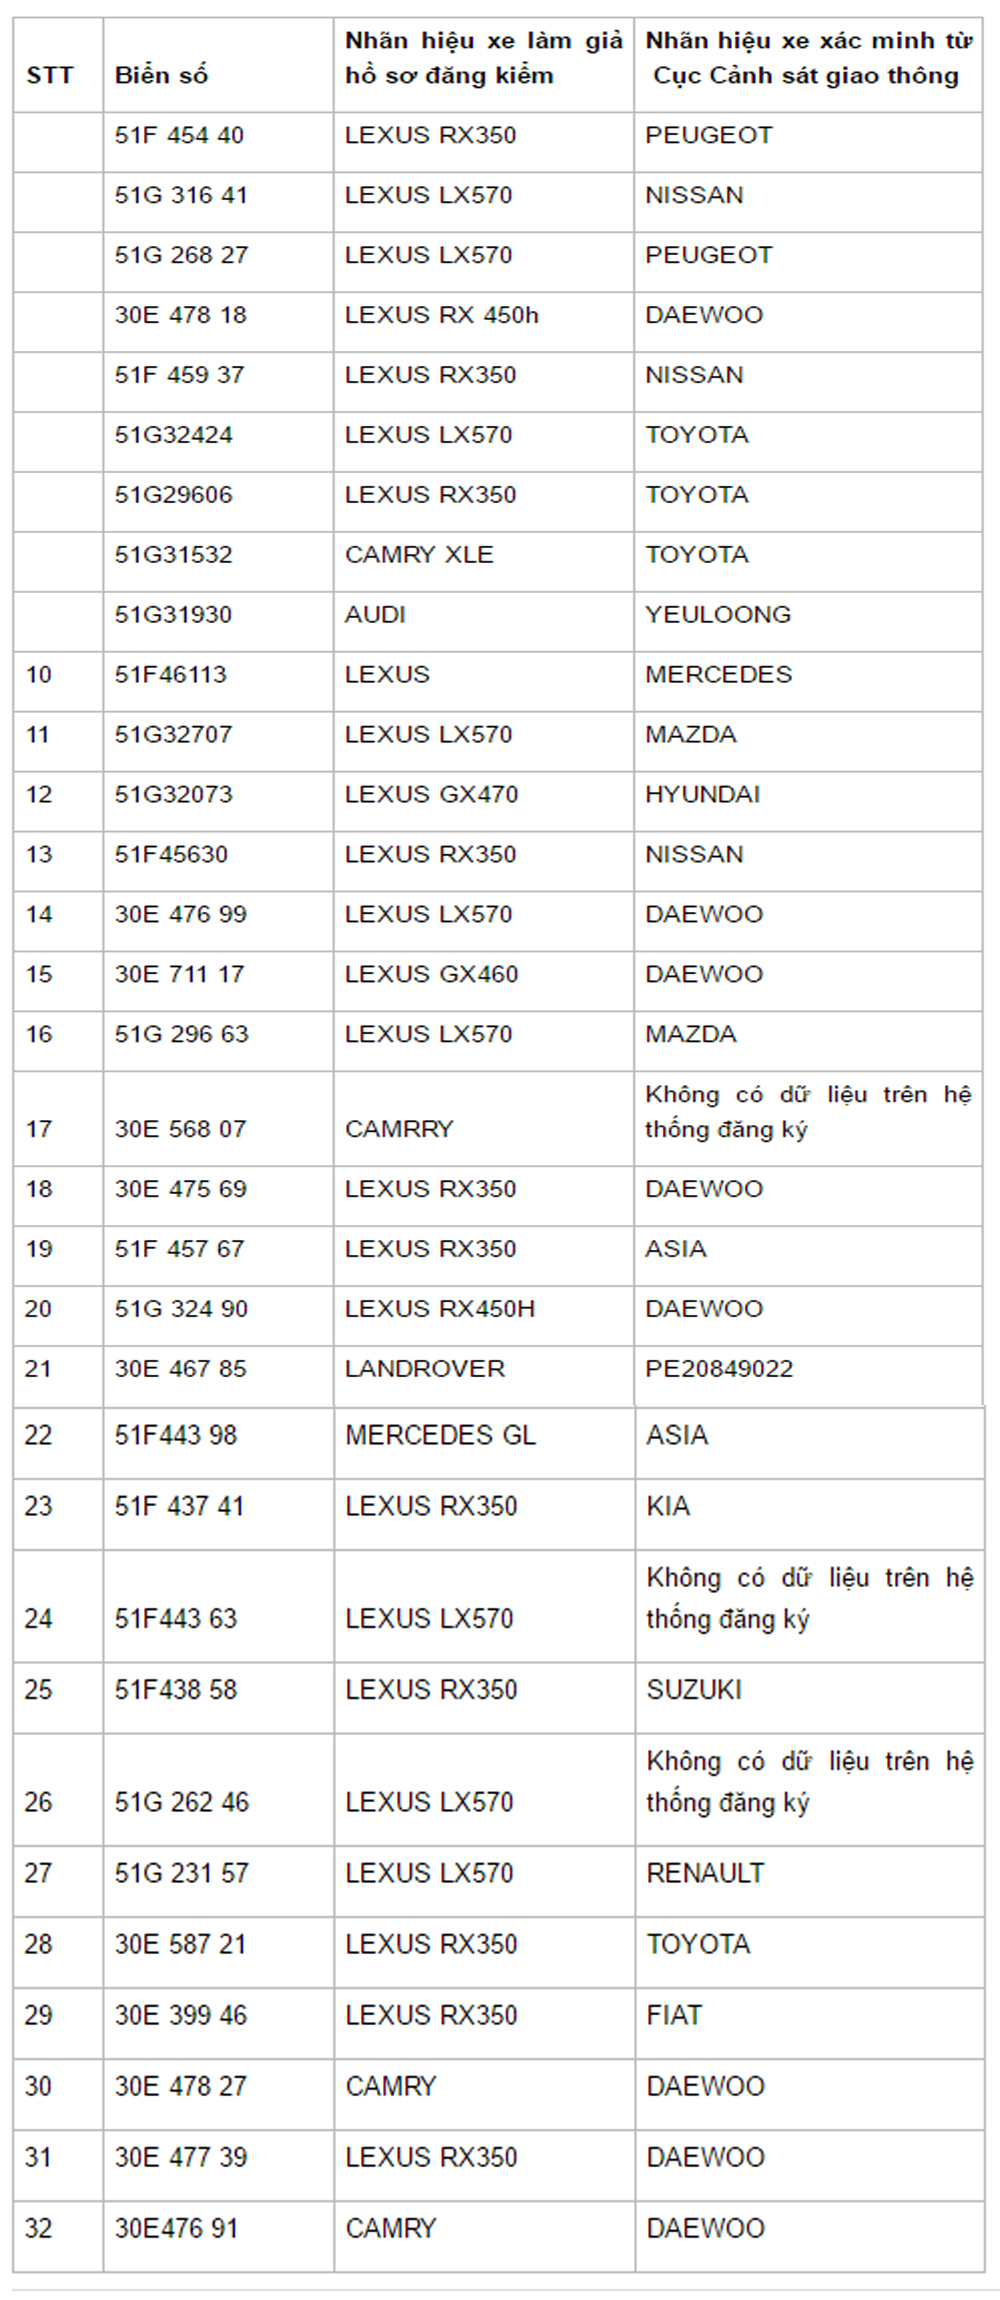 STT Biển số Nhãn hiệu xe làm giả hồ sơ đăng kiểm Nhãn hiệu xe xác minh từ Cục Cảnh sát giao thông
51F 454 40 LEXUS RX350 PEUGEOT
51G 316 41 LEXUS LX570 NISSAN
51G 268 27 LEXUS LX570 PEUGEOT
30E 478 18 LEXUS RX 450h DAEWOO
51F 459 37 LEXUS RX350 NISSAN
51G32424 LEXUS LX570 TOYOTA
51G29606 LEXUS RX350 TOYOTA
51G31532 CAMRY XLE TOYOTA
51G31930 AUDI YEULOONG
10 51F46113 LEXUS MERCEDES
11 51G32707 LEXUS LX570 MAZDA
12 51G32073 LEXUS GX470 HYUNDAI
13 51F45630 LEXUS RX350 NISSAN
14 30E 476 99 LEXUS LX570 DAEWOO
15 30E 711 17 LEXUS GX460 DAEWOO
16 51G 296 63 LEXUS LX570 MAZDA
17 30E 568 07 CAMRRY Không có dữ liệu trên hệ thống đăng ký
18 30E 475 69 LEXUS RX350 DAEWOO
19 51F 457 67 LEXUS RX350 ASIA
20 51G 324 90 LEXUS RX450H DAEWOO
21 30E 467 85 LANDROVER PE20849022
22 51F443 98 MERCEDES GL ASIA
23 51F 437 41 LEXUS RX350 KIA
24 51F443 63 LEXUS LX570 Không có dữ liệu trên hệ thống đăng ký
25 51F438 58 LEXUS RX350 SUZUKI
26 51G 262 46 LEXUS LX570 Không có dữ liệu trên hệ thống đăng ký
27 51G 231 57 LEXUS LX570 RENAULT
28 30E 587 21 LEXUS RX350 TOYOTA
29 30E 399 46 LEXUS RX350 FIAT
30 30E 478 27 CAMRY DAEWOO
31 30E 477 39 LEXUS RX350 DAEWOO
32 30E476 91 CAMRY DAEWOO